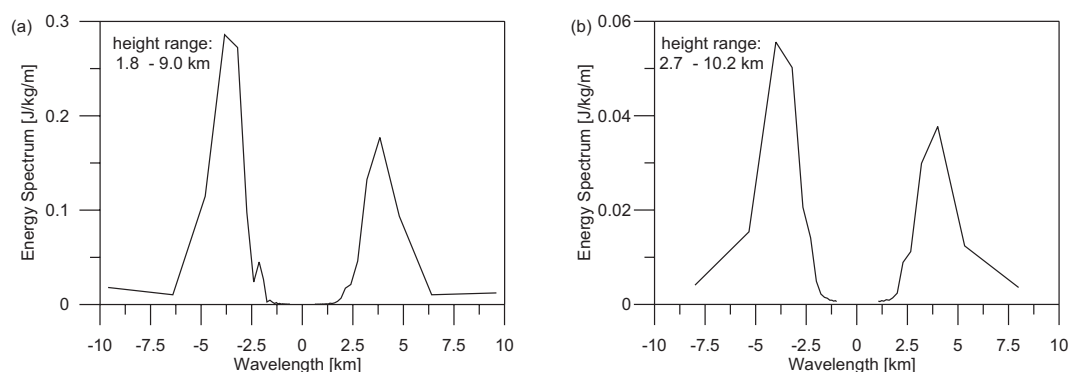 (a)
height range:
1.8 - 9.0 km
Energy Spectrum [J/kg/m]
0.3
0.2
0.1
0
-10 -7.5 -5 -2.5 0 2.5 5 7.5 10
Wavelength [km]
(b)
height range:
2.7 - 10.2 km
Energy Spectrum [J/kg/m]
0.06
0.04
0.02
0
-10 -7.5 -5 -2.5 0 2.5 5 7.5 10
Wavelength [km]